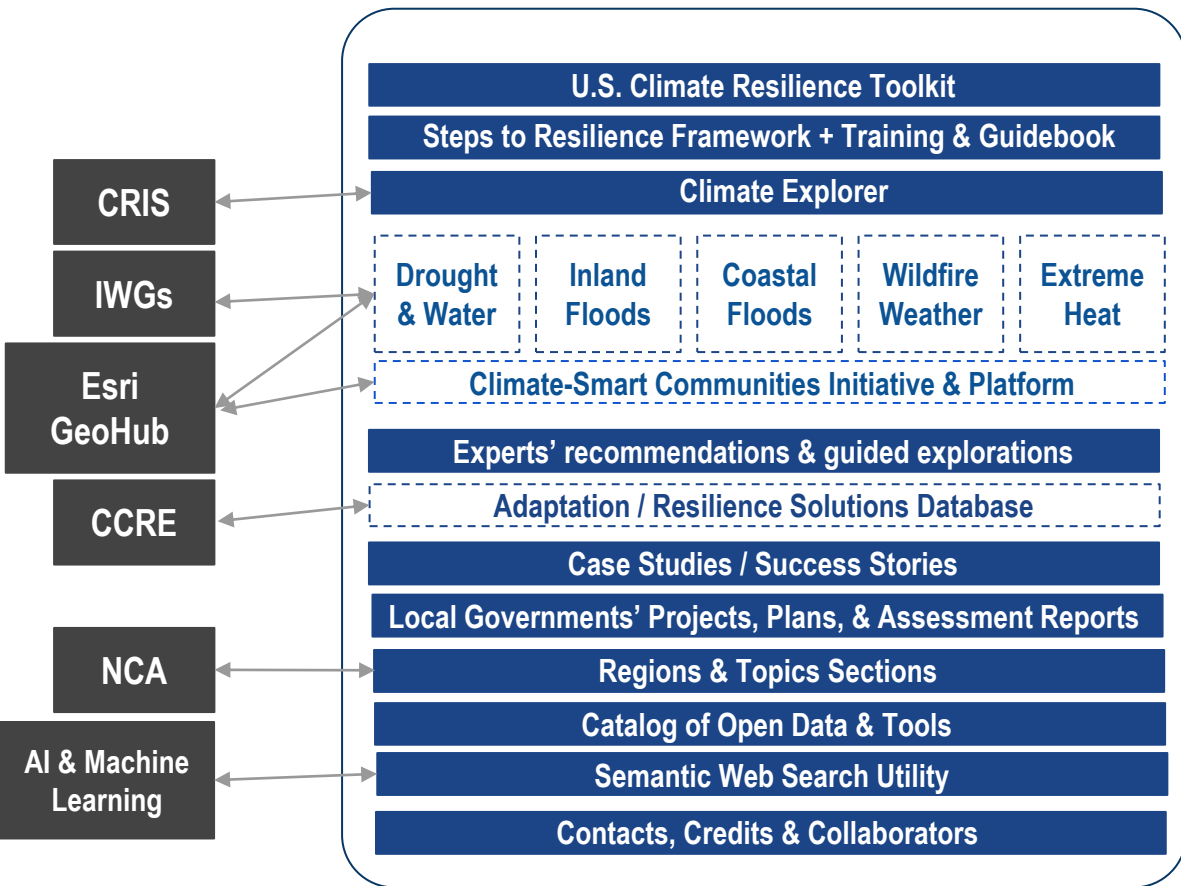 U.S. Climate Resilience Toolkit
Steps to Resilience Framework + Training & Guidebook
CRIS
Climate Explorer
IWGs
Drought
& Water
Inland
Floods
Coastal
Floods
Wildfire
Weather
Extreme
Heat
Esri
GeoHub
Climate-Smart Communities Initiative & Platform
Experts’ recommendations & guided explorations
CCRE
Adaptation / Resilience Solutions Database
Case Studies / Success Stories
Local Governments’ Projects, Plans, & Assessment Reports
NCA
Regions & Topics Sections
Catalog of Open Data & Tools
AI & Machine
Learning
Semantic Web Search Utility
Contacts, Credits & Collaborators